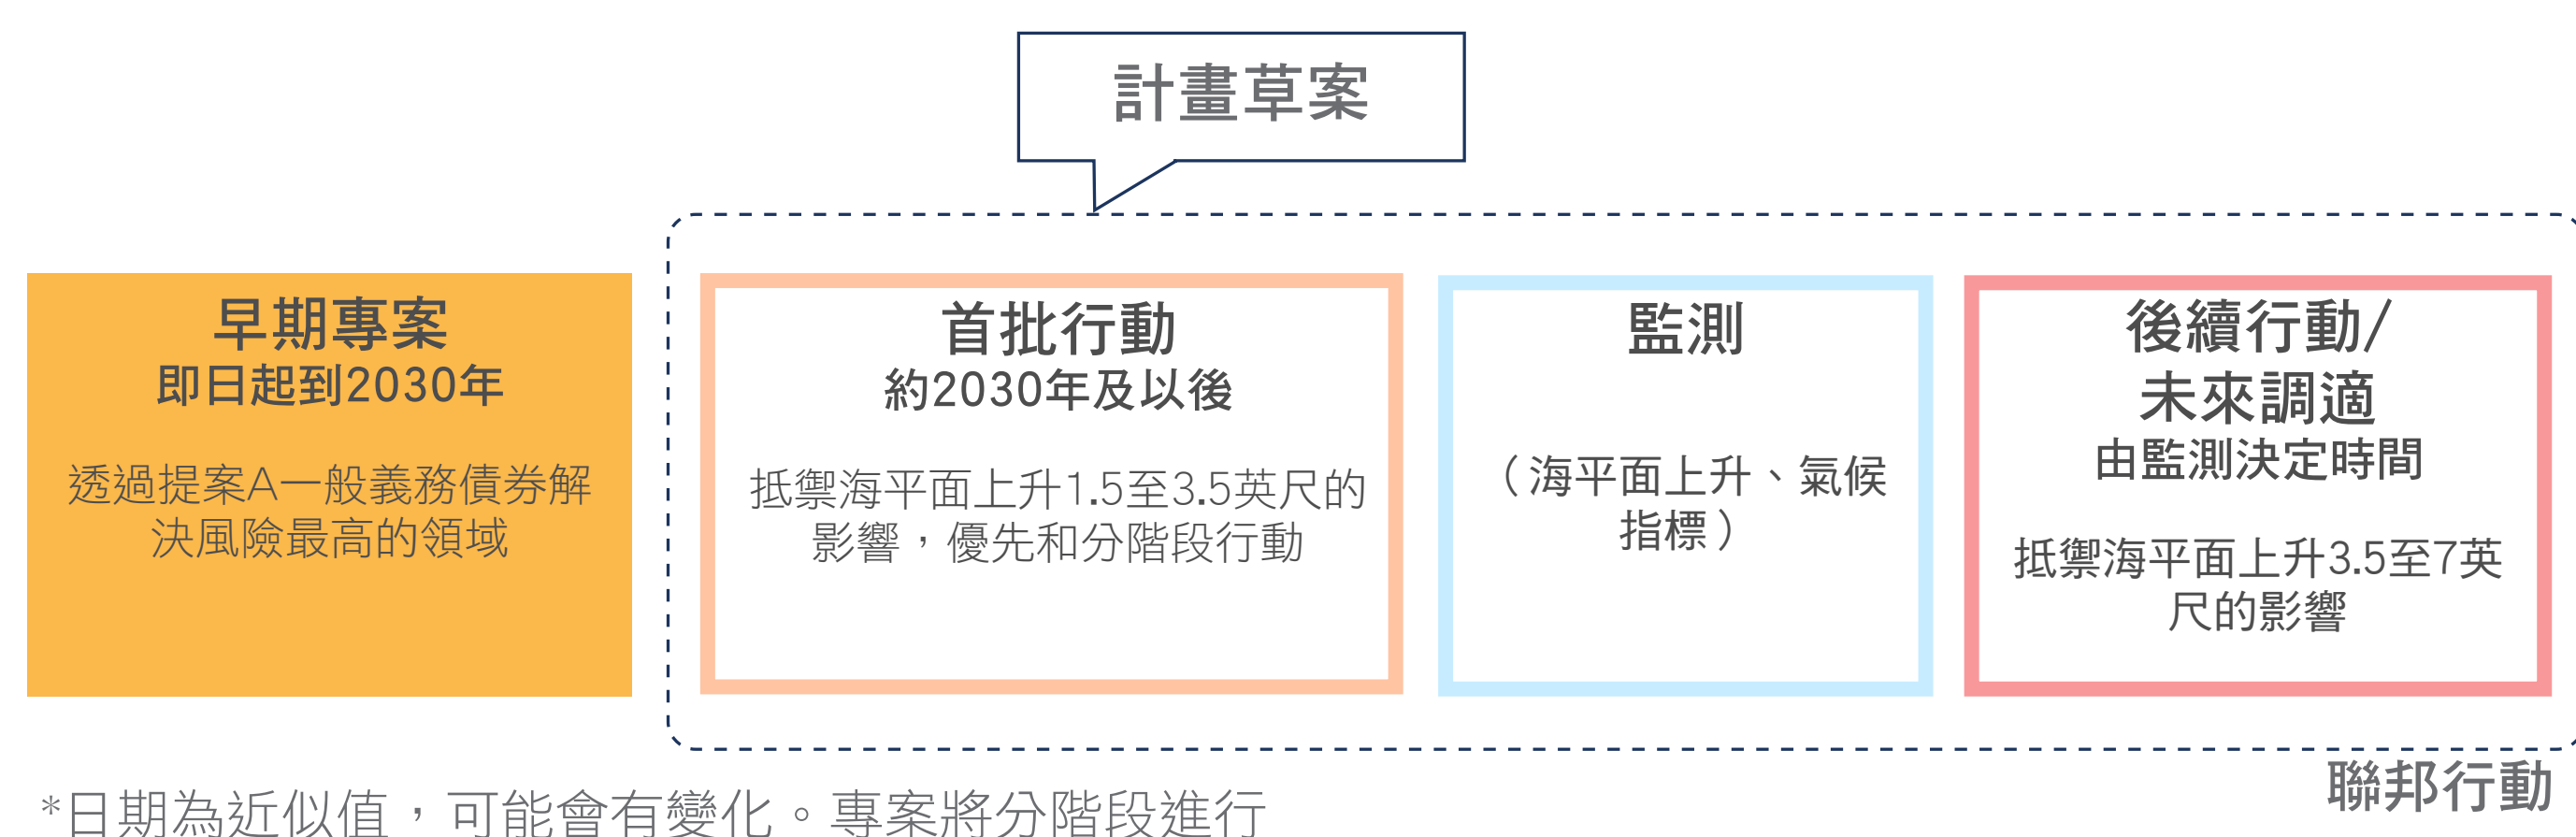 計畫草案
早期專案
即日起到2030年
透過提案A一般義務債券解
決風險最高的領域
首批行動
約2030年及以後
抵禦海平面上升1.5至3.5英尺的
影響，優先和分階段行動
監測
（海平面上升、氣候
指標）
後續行動/
未來調適
由監測決定時間
抵禦海平面上升3.5至7英
尺的影響
聯邦行動
*日期為近似值，可能會有變化。專案將分階段進行